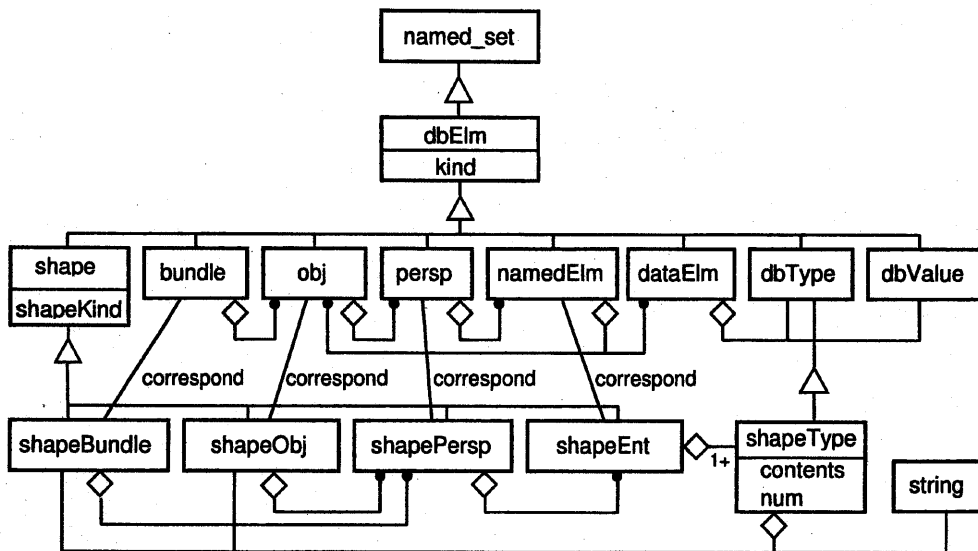 named_set
dbElm
kind
shape
shapeKind
bundle
obj
persp
namedElm
dataElm
dbType
dbValue
correspond
correspond
correspond
correspond
shapeBundle
shapeObj
shapePersp
shapeEnt
1+
shapeType
contents
num
string